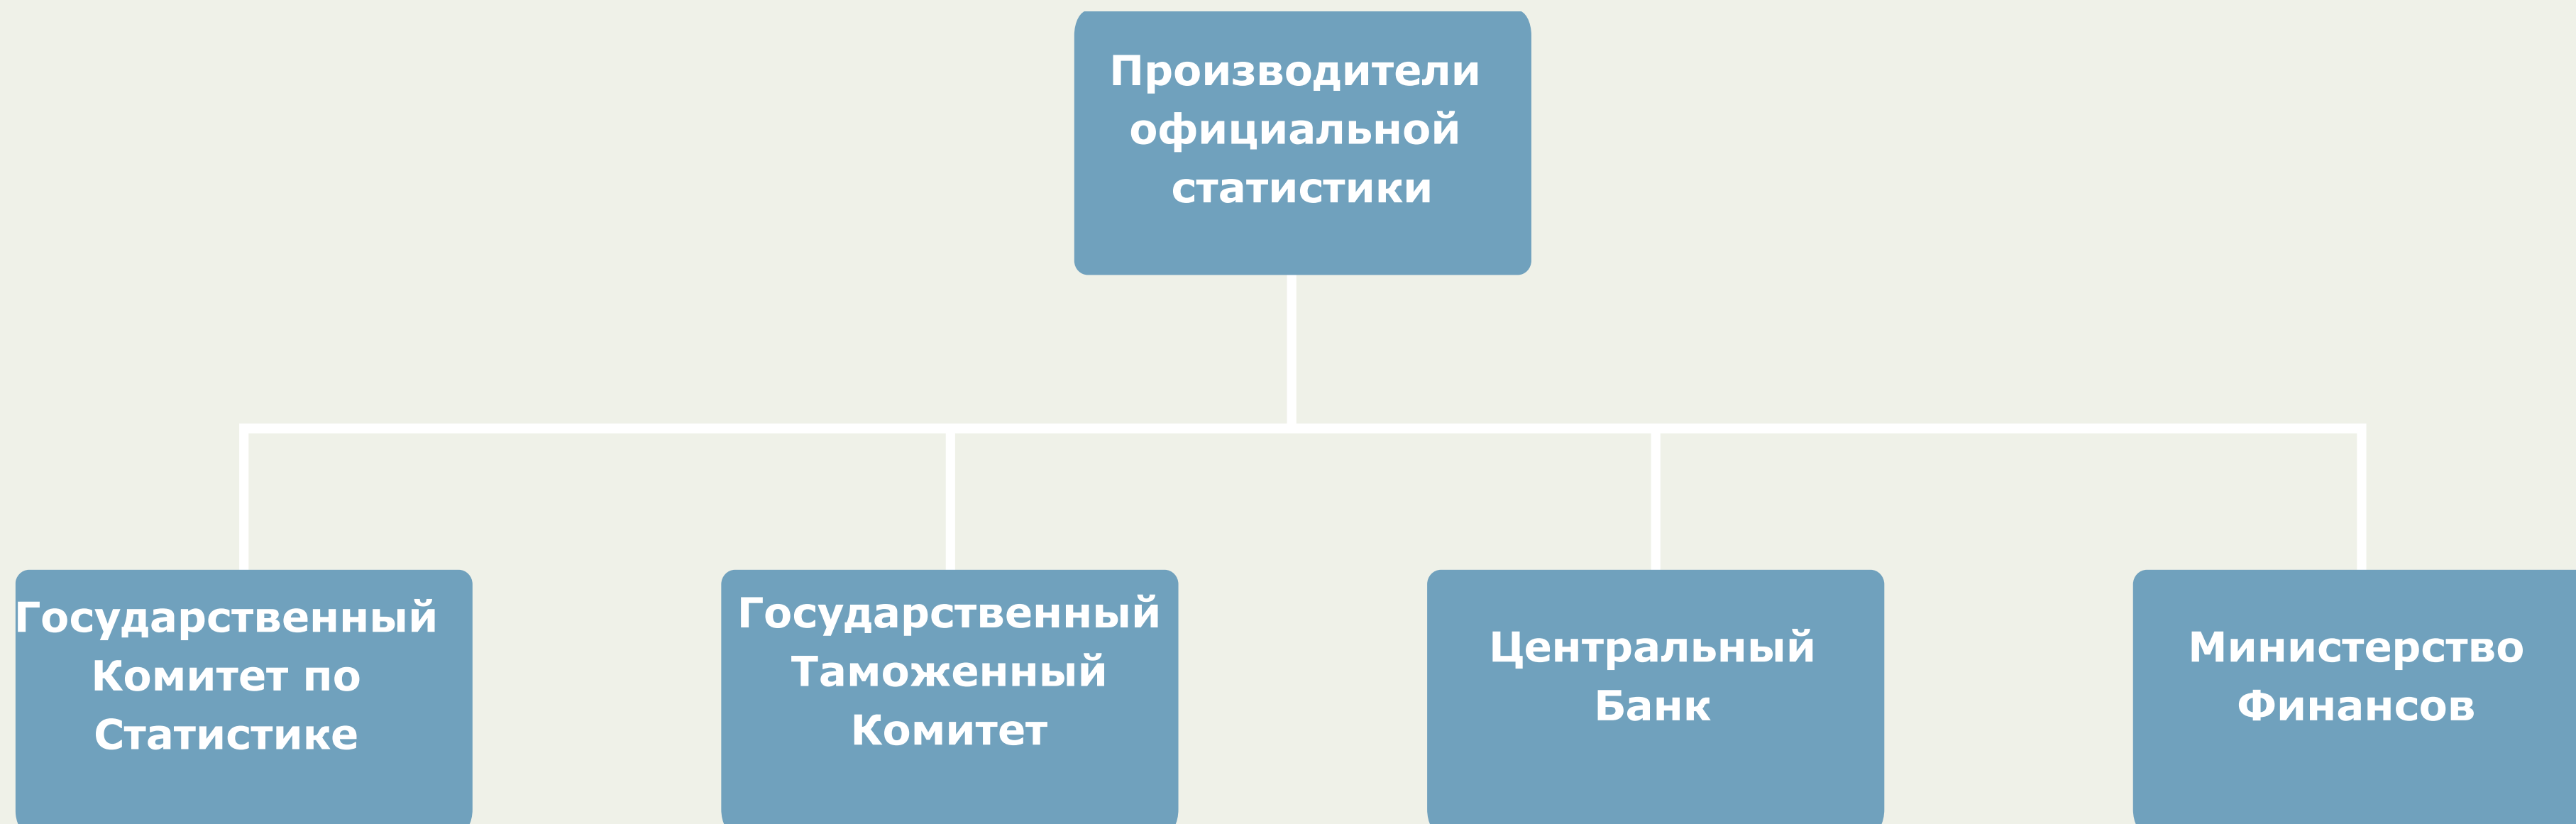 Производители
официальной
статистики
Государственный
Комитет по
Статистике
Государственный
Таможенный
Комитет
Центральный
Банк
Министерство
Финансов